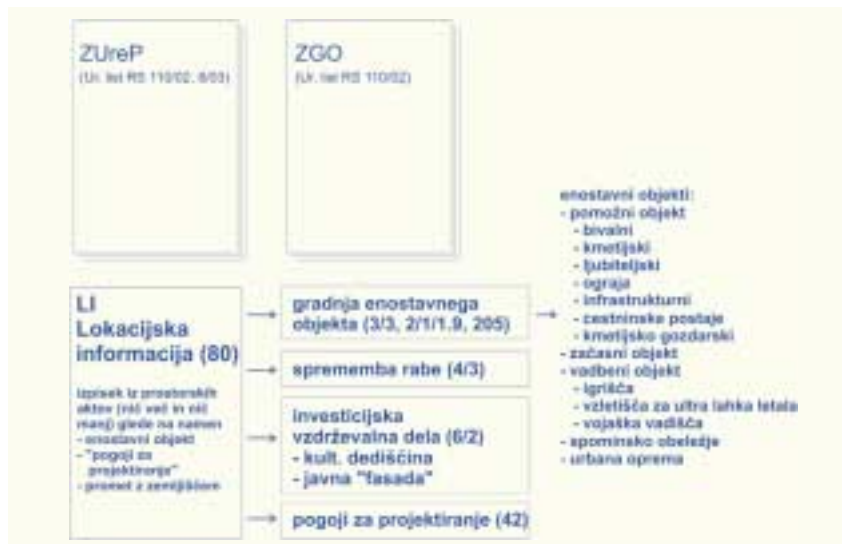 ZUreP
(Ur. list RS 110/02, 8/03)
ZGO
(Ur. list RS 110/02)
LI
Lokacijska
informacija (80)
izpisek iz prostorskih
aktov (nič več in nič
manj) glede na namen
- enostavni objekt
- "pogoji za
projektiranje"
- promet z zemljiščem
gradnja enostavnega
objekta (3/3, 2/1/1.9, 205)
sprememba rabe (4/3)
investicijska
vzdrževalna dela (6/2)
- kult. dediščina
- javna "fasada"
pogoji za projektiranje (42)
enostavni objekti:
- pomožni objekt
- bivalni
- kmetijski
- ljubiteljski
- ograja
- infrastrukturni
- cestninske postaje
- kmetijsko gozdarski
- začasni objekt
- vadbeni objekt
- igrišča
- vzletišča za ultra lahka letala
- vojaška vadišča
- spominsko obeležje
- urbana oprema